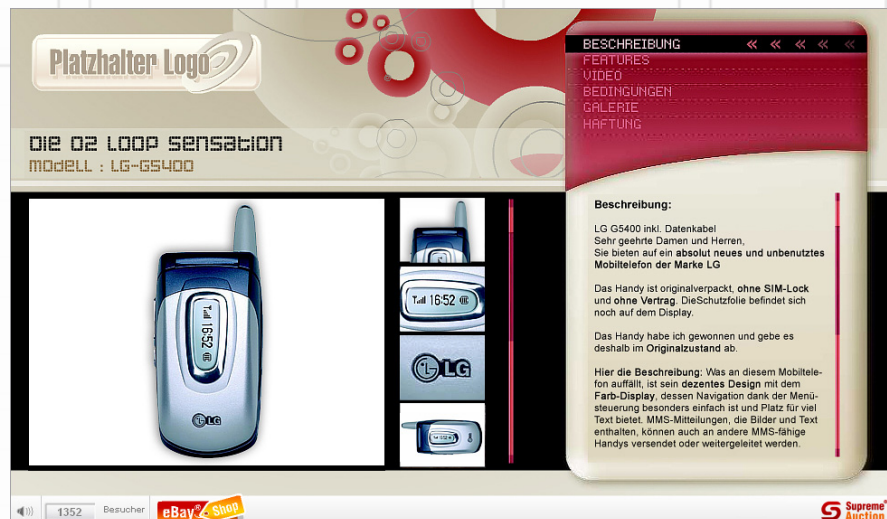 Platzhalter Logo
DIE O2 LOOP SENSATION
MODELL : LG-G5400
BESCHREIBUNG
FEATURES
VIDEO
BEDINGUNGEN
GALERIE
HAFTUNG
16:52
LG
16:52
LG
Beschreibung:
LG G5400 inkl. Datenkabel
Sehr geehrte Damen und Herren,
Sie bieten auf ein absolut neues und unbenutztes
Mobiltelefon der Marke LG
Das Handy ist originalverpackt, ohne SIM-Lock
und ohne Vertrag. DieSchutzfolie befindet sich
noch auf dem Display.
Das Handy habe ich gewonnen und gebe es
deshalb im Originalzustand ab.
Hier die Beschreibung: Was an diesem Mobiltele-
fon auffällt, ist sein dezentes Design mit dem
Farb-Display, dessen Navigation dank der Menü-
steuerung besonders einfach ist und Platz für viel
Text bietet. MMS-Mitteilungen, die Bilder und Text
enthalten, können auch an andere MMS-fähige
Handys versendet oder weitergeleitet werden.
1352 Besucher
eBay® Shop
Supreme®
Auction